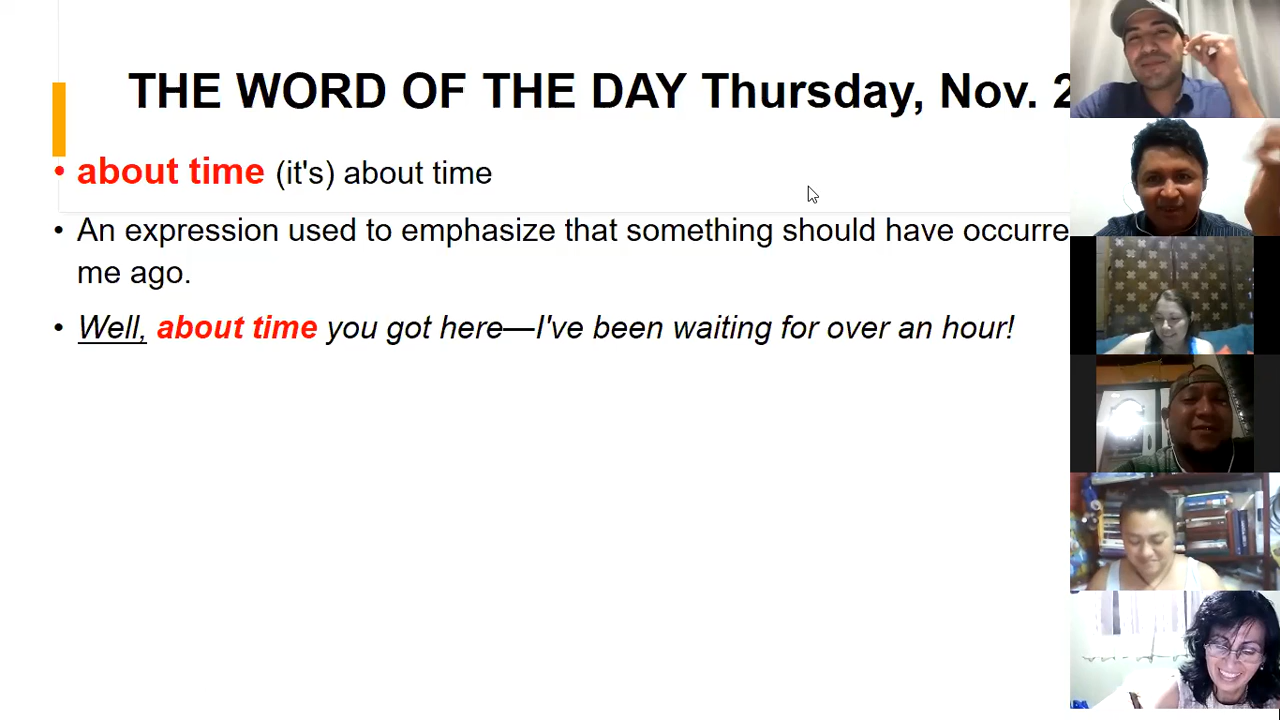 THE WORD OF THE DAY Thursday, Nov. 2
• about time (it's) about time
• An expression used to emphasize that something should have occurre
me ago.
• Well, about time you got here—I've been waiting for over an hour!